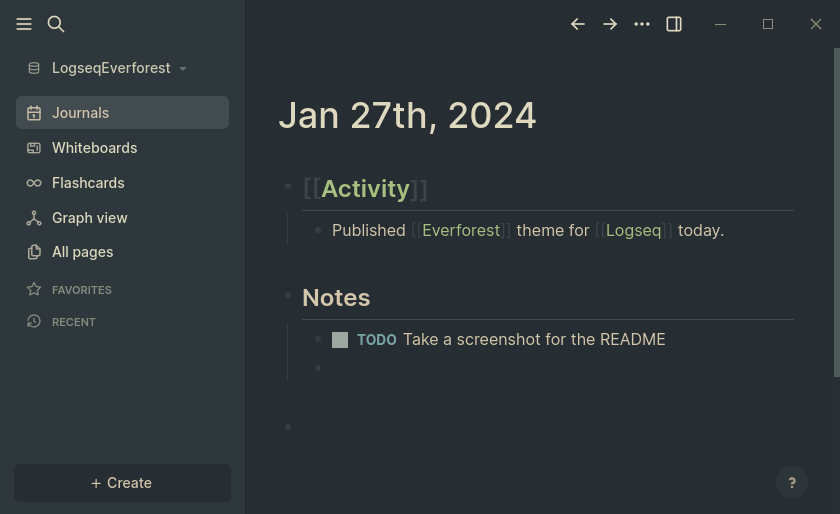 LogseqEverforest
Journals
Whiteboards
Flashcards
Graph view
All pages
FAVORITES
RECENT
+ Create
Jan 27th, 2024
[[Activity]]
Published [[Everforest]] theme for [[Logseq]] today.
Notes
TODO Take a screenshot for the README
?